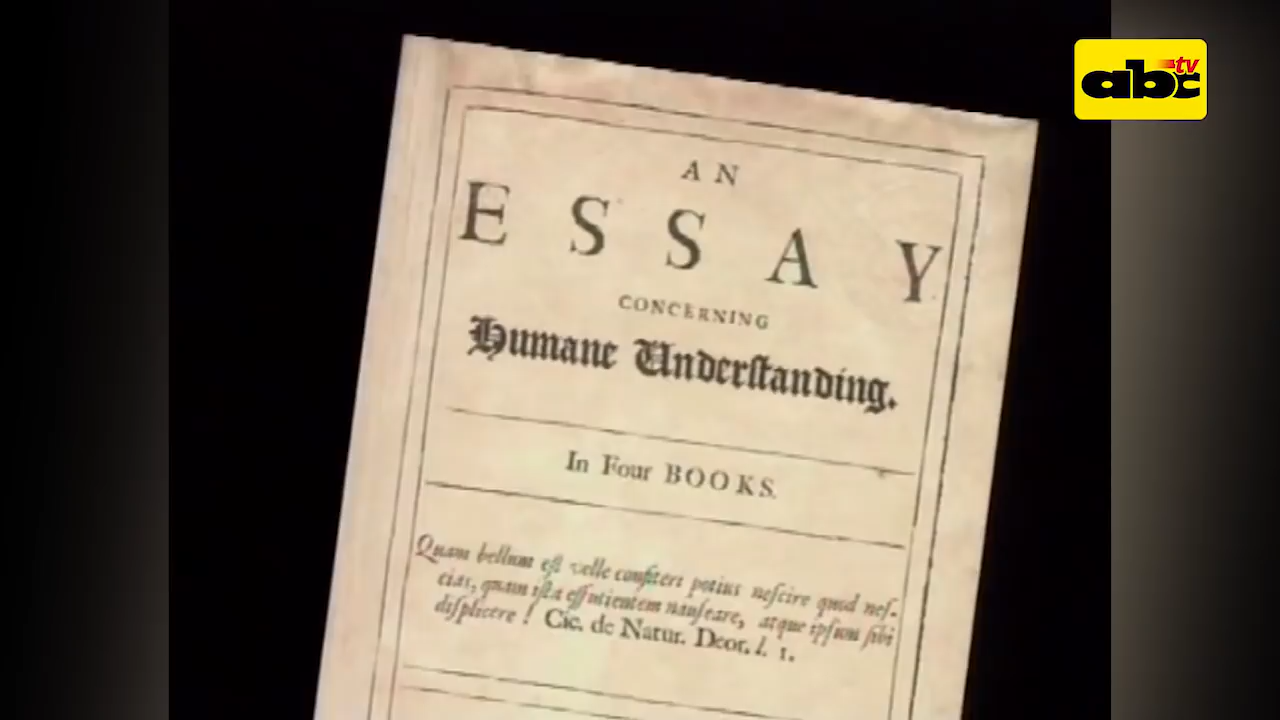 abc tv
AN
ESSAY
CONCERNING
Humane Underſtanding.
In Four BOOKS.
Quam bellum eſt velle confiteri potius neſcire quod neſ-
cias, quam iſta effutientem nauſeare, atque ipſum ſibi
diſplicere ! Cic. de Natur. Deor. l. 1.